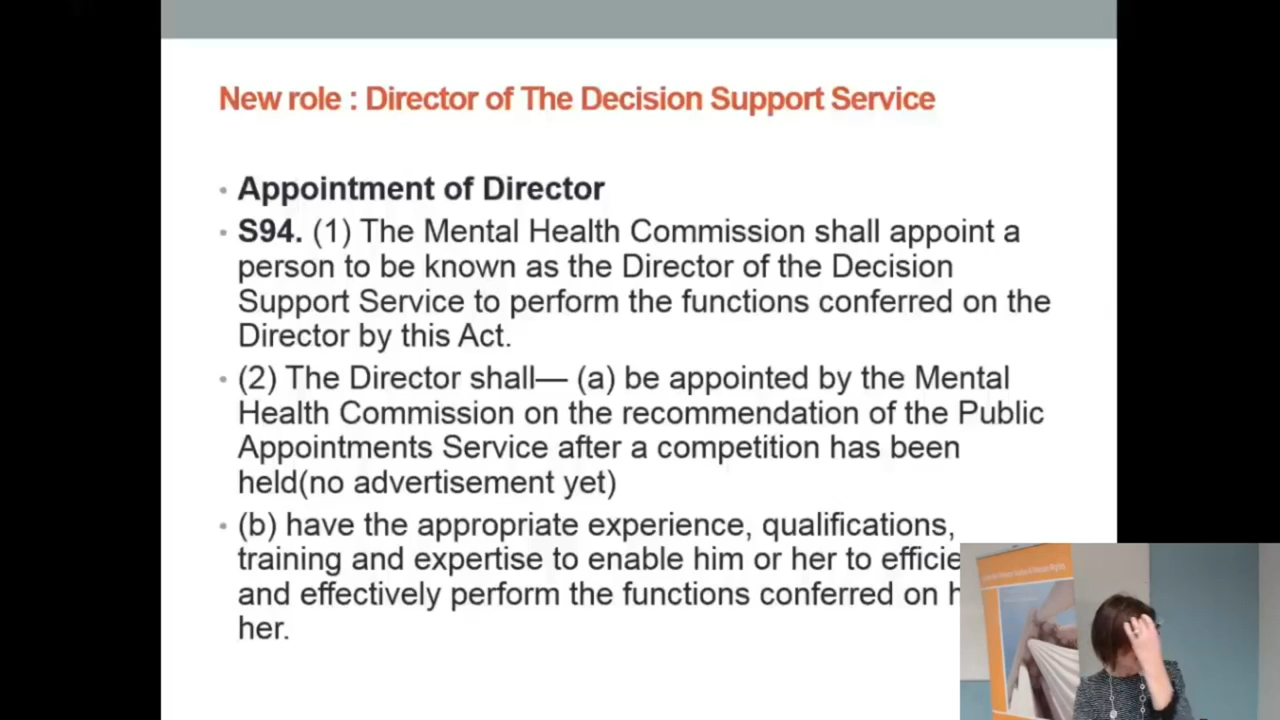 New role : Director of The Decision Support Service
• Appointment of Director
• S94. (1) The Mental Health Commission shall appoint a
person to be known as the Director of the Decision
Support Service to perform the functions conferred on the
Director by this Act.
• (2) The Director shall— (a) be appointed by the Mental
Health Commission on the recommendation of the Public
Appointments Service after a competition has been
held(no advertisement yet)
• (b) have the appropriate experience, qualifications,
training and expertise to enable him or her to efficie
and effectively perform the functions conferred on h
her.